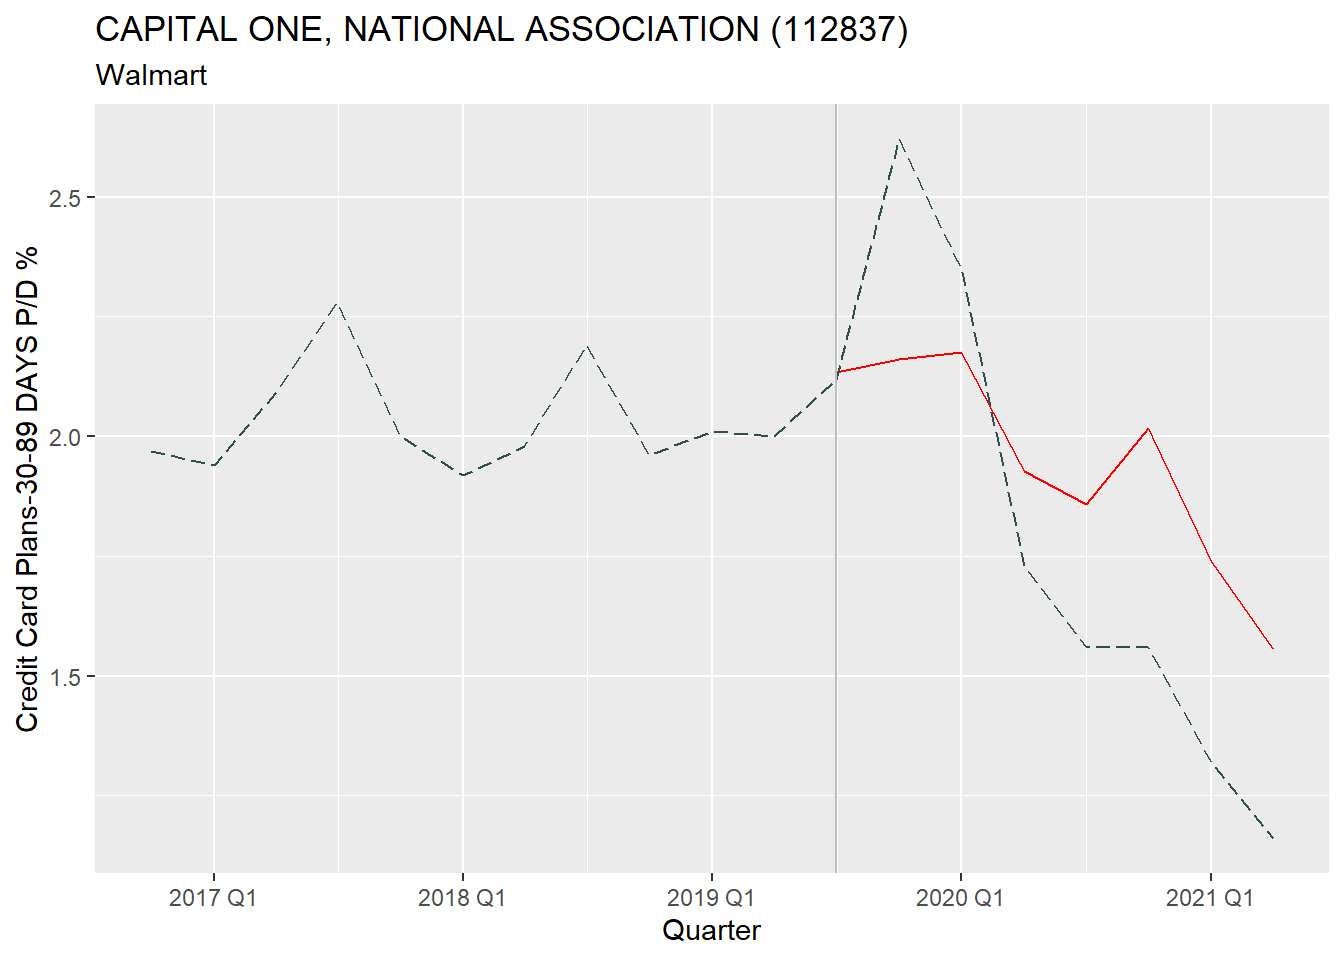 CAPITAL ONE, NATIONAL ASSOCIATION (112837)
Walmart
Credit Card Plans-30-89 DAYS P/D %
2.5
2.0
1.5
2017 Q1
2018 Q1
2019 Q1
2020 Q1
2021 Q1
Quarter